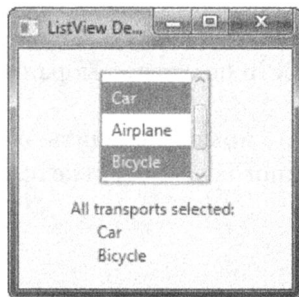 ListView De...
Car
Airplane
Bicycle
All transports selected:
Car
Bicycle